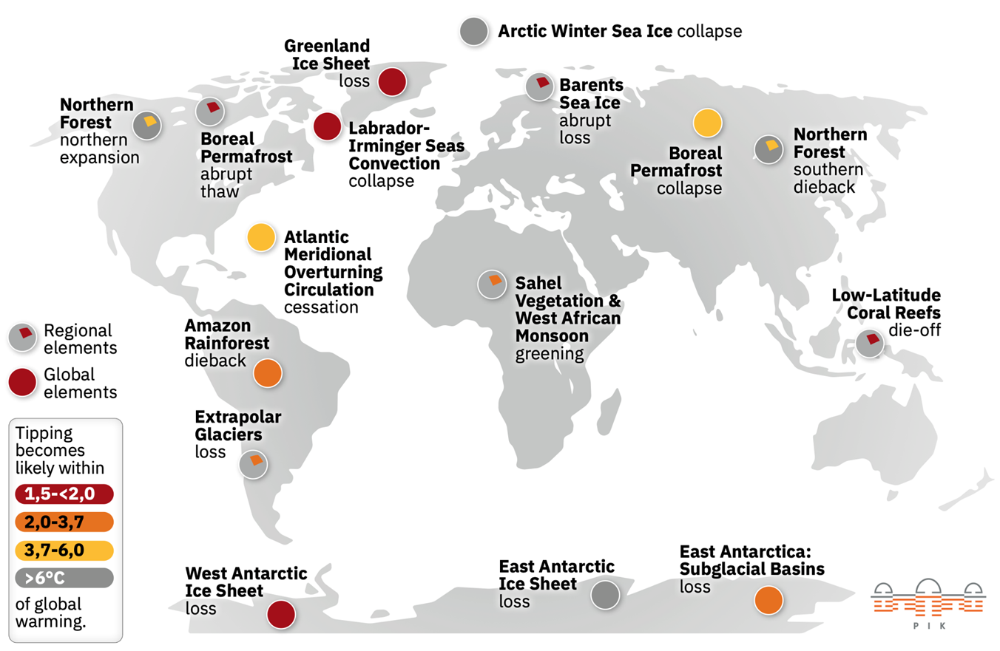 Arctic Winter Sea Ice collapse
Greenland
Ice Sheet
loss
Barents
Sea Ice
abrupt
loss
Northern
Forest
northern
expansion
Boreal
Permafrost
abrupt
thaw
Labrador-
Irminger Seas
Convection
collapse
Boreal
Permafrost
collapse
Northern
Forest
southern
dieback
Atlantic
Meridional
Overturning
Circulation
cessation
Sahel
Vegetation &
West African
Monsoon
greening
Low-Latitude
Coral Reefs
die-off
Amazon
Rainforest
dieback
Extrapolar
Glaciers
loss
Regional
elements
Global
elements
Tipping
becomes
likely within
1,5-<2,0
2,0-3,7
3,7-6,0
>6°C
of global
warming.
West Antarctic
Ice Sheet
loss
East Antarctic
Ice Sheet
loss
East Antarctica:
Subglacial Basins
loss
P I K